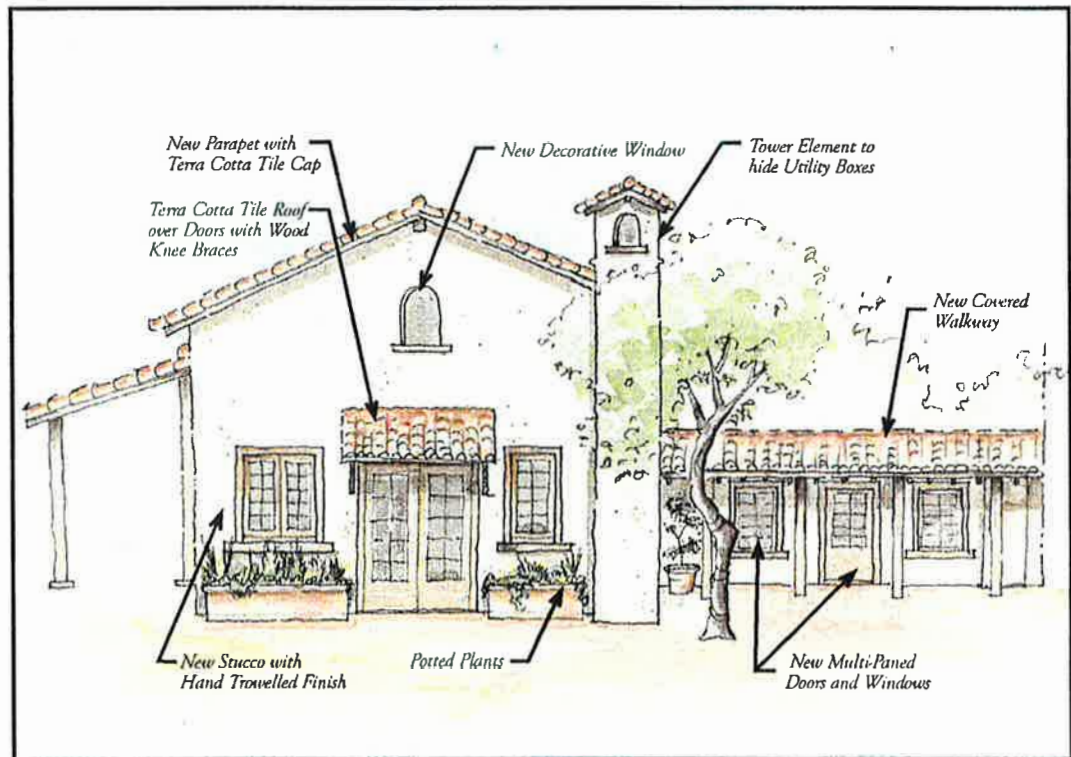 New Parapet with
Terra Cotta Tile Cap
New Decorative Window
Tower Element to
hide Utility Boxes
Terra Cotta Tile Roof
over Doors with Wood
Knee Braces
New Covered
Walkway
New Stucco with
Hand Trowelled Finish
Potted Plants
New Multi-Paned
Doors and Windows